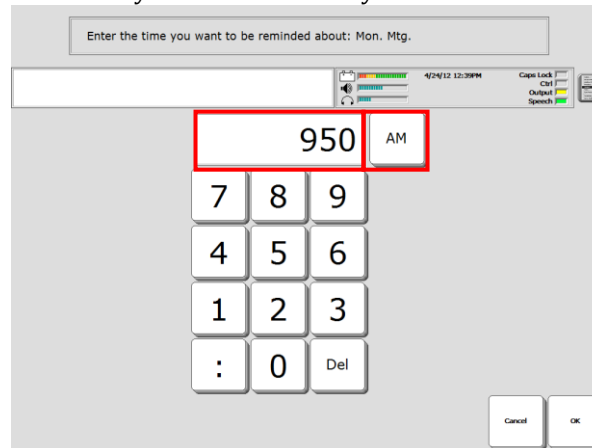 Enter the time you want to be reminded about: Mon. Mtg.
4/24/12 12:39PM
Caps Lock
Ctrl
Output
Speech
950
AM
7 8 9
4 5 6
1 2 3
: 0 Del
Cancel OK